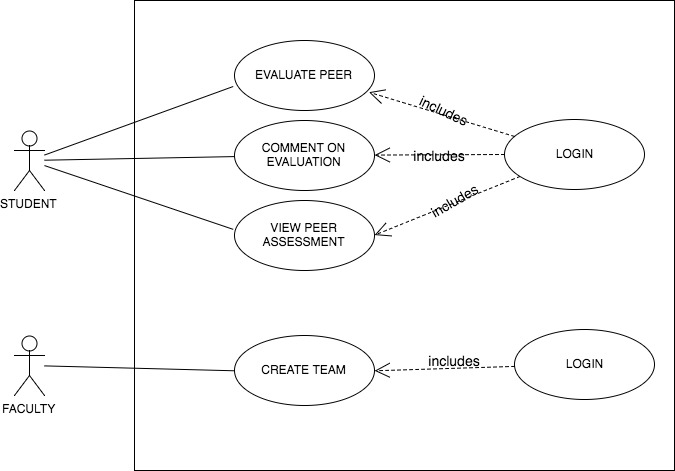 EVALUATE PEER
includes
COMMENT ON
EVALUATION
includes
LOGIN
STUDENT
includes
VIEW PEER
ASSESSMENT
includes
LOGIN
CREATE TEAM
FACULTY